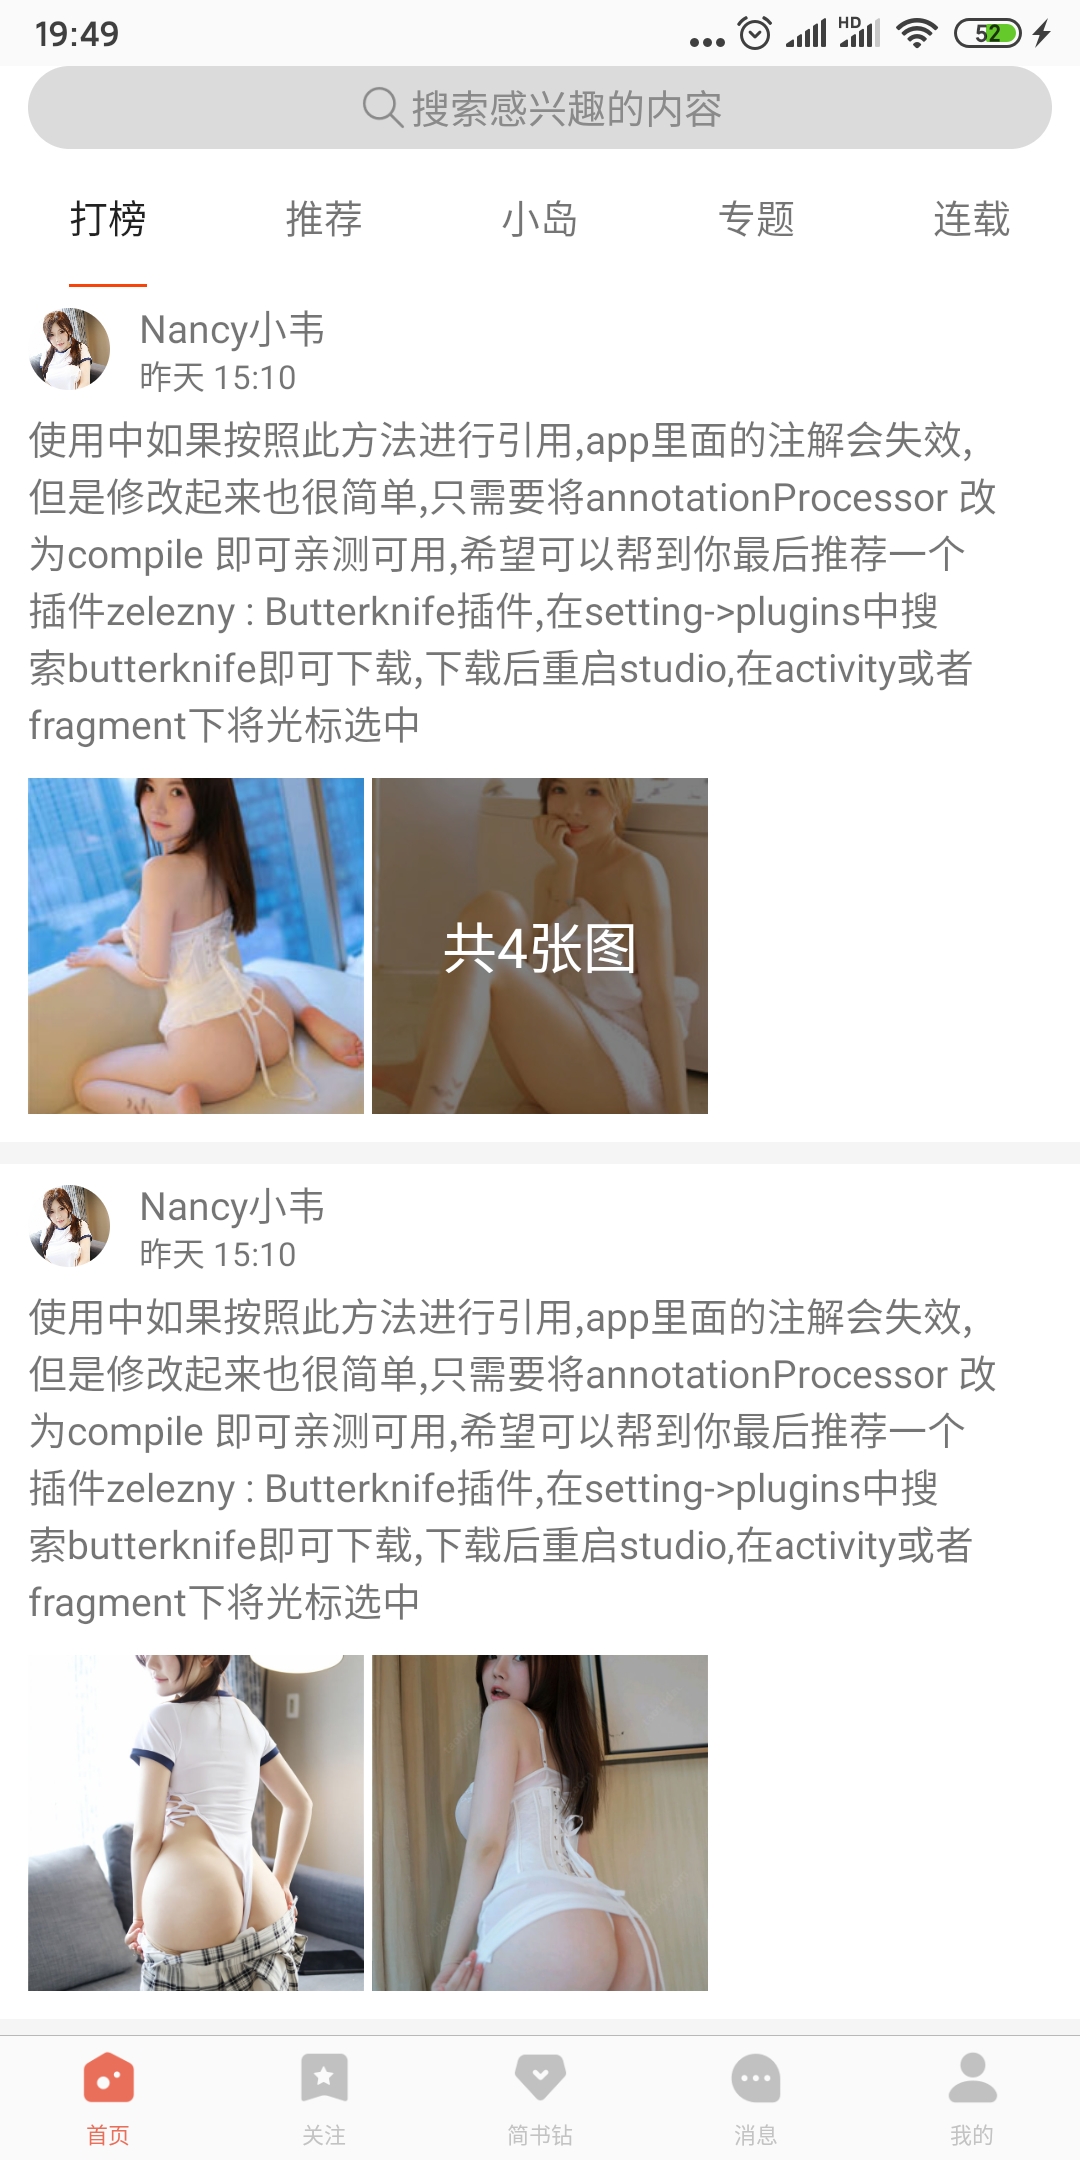 19:49
HD
52
搜索感兴趣的内容
打榜 推荐 小岛 专题 连载
Nancy小韦
昨天 15:10
使用中如果按照此方法进行引用,app里面的注解会失效,
但是修改起来也很简单,只需要将annotationProcessor 改
为compile 即可亲测可用,希望可以帮到你最后推荐一个
插件zelezny : Butterknife插件,在setting->plugins中搜
索butterknife即可下载,下载后重启studio,在activity或者
fragment下将光标选中
共4张图
Nancy小韦
昨天 15:10
使用中如果按照此方法进行引用,app里面的注解会失效,
但是修改起来也很简单,只需要将annotationProcessor 改
为compile 即可亲测可用,希望可以帮到你最后推荐一个
插件zelezny : Butterknife插件,在setting->plugins中搜
索butterknife即可下载,下载后重启studio,在activity或者
fragment下将光标选中
首页 关注 简书钻 消息 我的